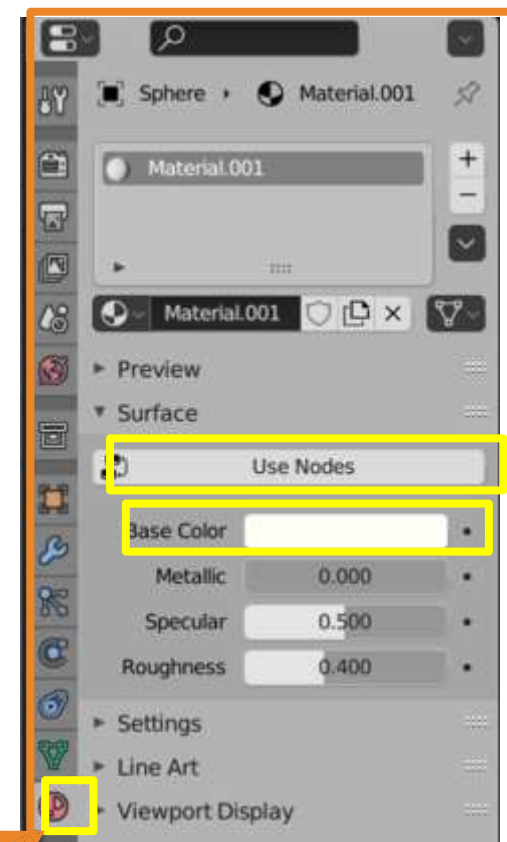 Sphere Material.001
Material.001
Material.001
Preview
Surface
Use Nodes
Base Color
Metallic 0.000
Specular 0.500
Roughness 0.400
Settings
Line Art
Viewport Display